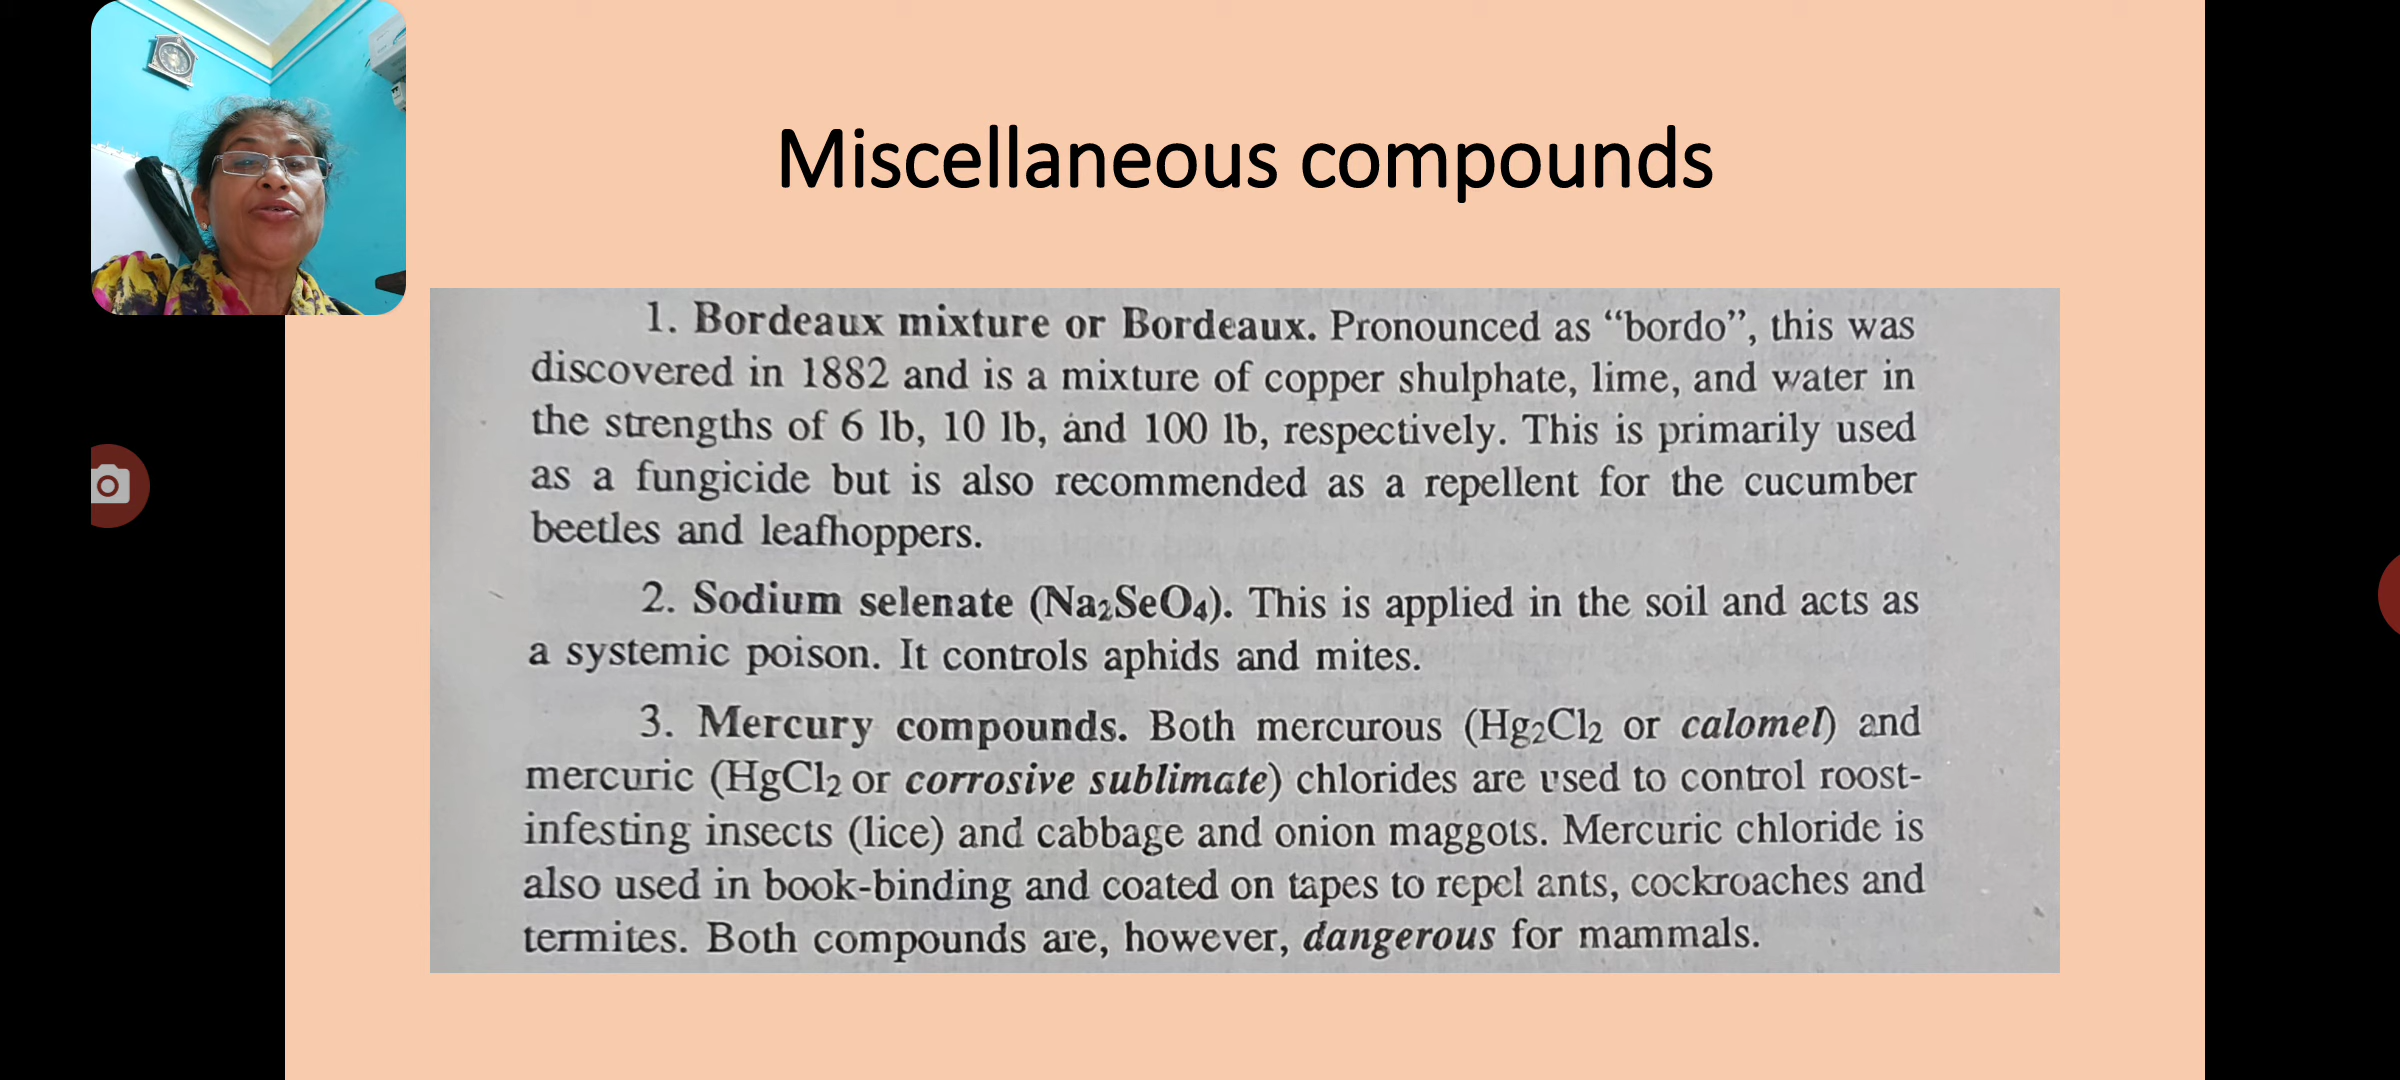 Miscellaneous compounds
1. Bordeaux mixture or Bordeaux. Pronounced as “bordo”, this was
discovered in 1882 and is a mixture of copper shulphate, lime, and water in
the strengths of 6 lb, 10 lb, and 100 lb, respectively. This is primarily used
as a fungicide but is also recommended as a repellent for the cucumber
beetles and leafhoppers.
2. Sodium selenate (Na₂SeO₄). This is applied in the soil and acts as
a systemic poison. It controls aphids and mites.
3. Mercury compounds. Both mercurous (Hg₂Cl₂ or calomel) and
mercuric (HgCl₂ or corrosive sublimate) chlorides are used to control roost-
infesting insects (lice) and cabbage and onion maggots. Mercuric chloride is
also used in book-binding and coated on tapes to repel ants, cockroaches and
termites. Both compounds are, however, dangerous for mammals.